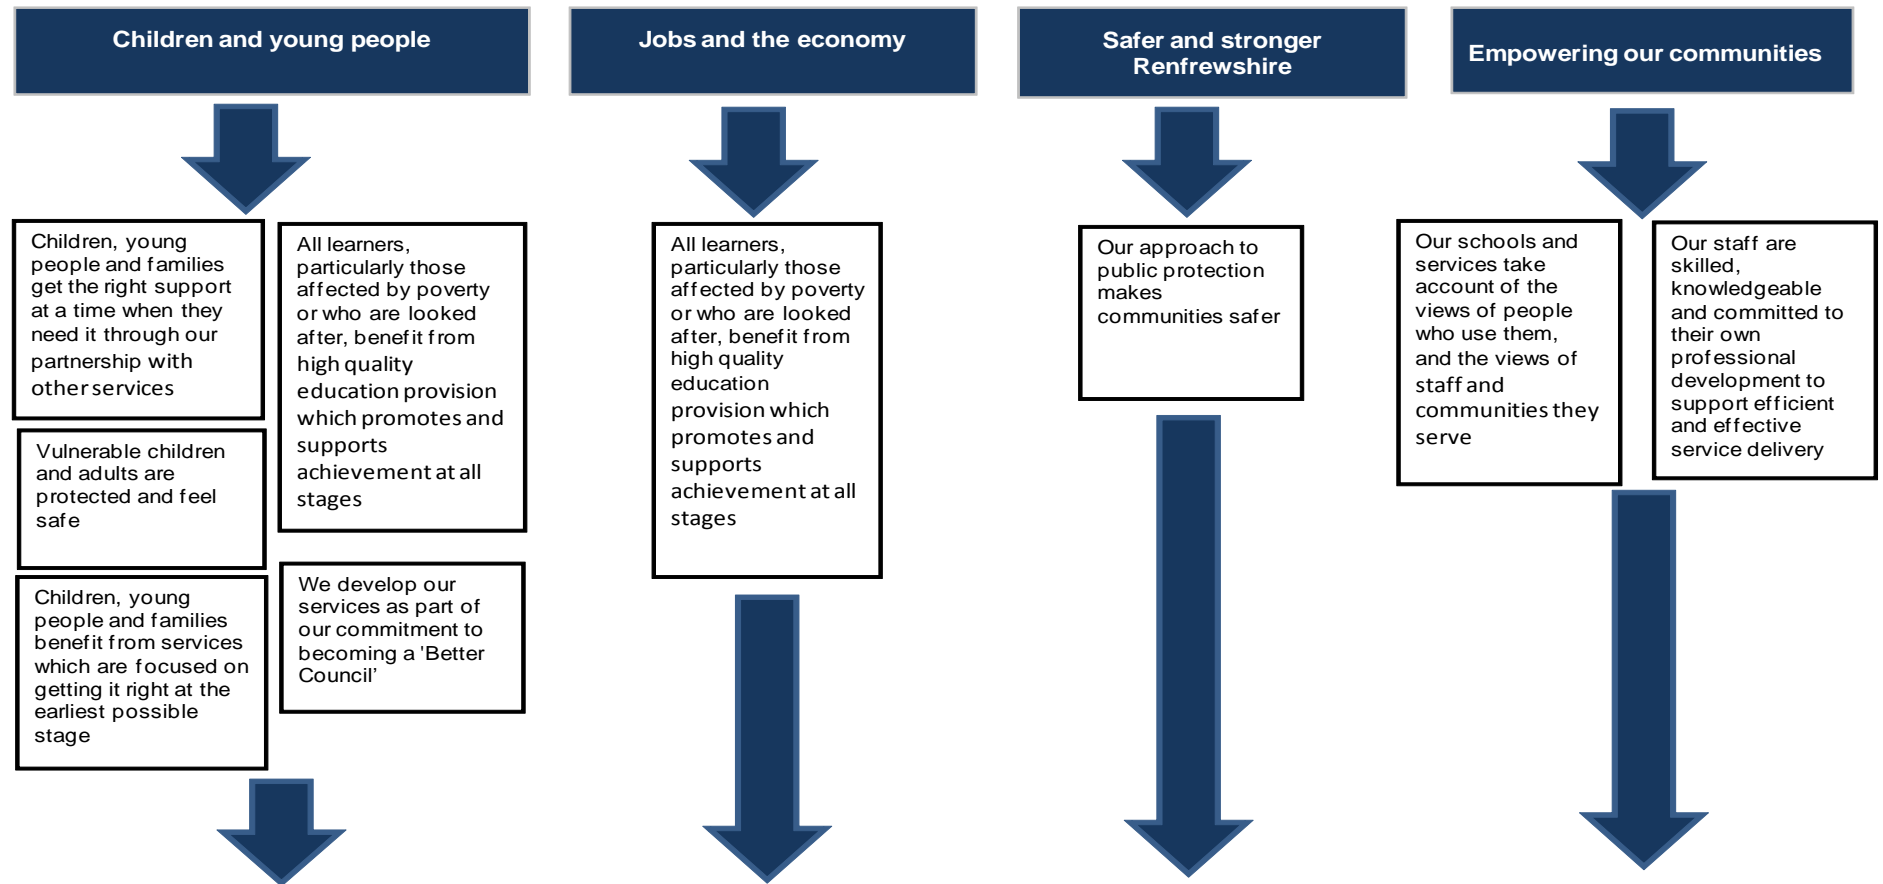 Children and young people
Jobs and the economy
Safer and stronger
Renfrewshire
Empowering our communities
Children, young
people and families
get the right support
at a time when they
need it through our
partnership with
other services
Vulnerable children
and adults are
protected and feel
safe
Children, young
people and families
benefit from services
which are focused on
getting it right at the
earliest possible
stage
All learners,
particularly those
affected by poverty
or who are looked
after, benefit from
high quality
education provision
which promotes and
supports
achievement at all
stages
We develop our
services as part of
our commitment to
becoming a 'Better
Council’
All learners,
particularly those
affected by poverty
or who are looked
after, benefit from
high quality
education
provision which
promotes and
supports
achievement at all
stages
Our approach to
public protection
makes
communities safer
Our schools and
services take
account of the
views of people
who use them,
and the views of
staff and
communities they
serve
Our staff are
skilled,
knowledgeable
and committed to
their own
professional
development to
support efficient
and effective
service delivery